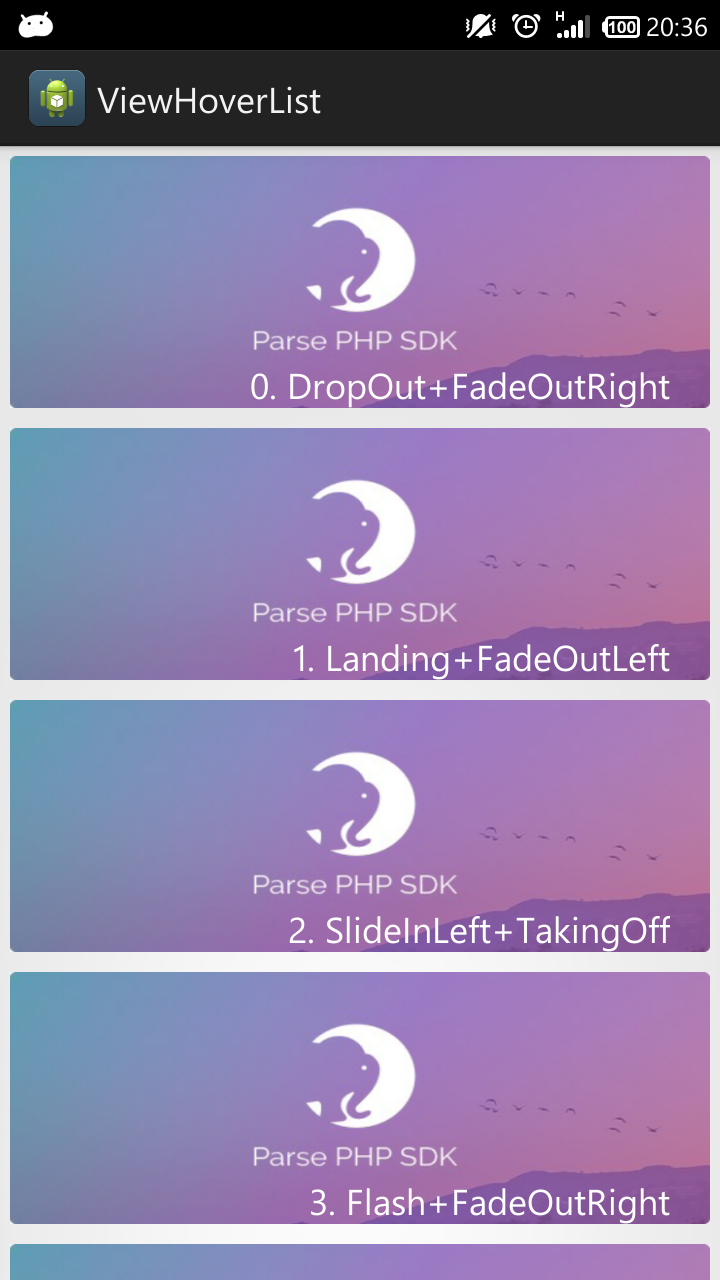 H
100
20:36
ViewHoverList
Parse PHP SDK
0. DropOut+FadeOutRight
Parse PHP SDK
1. Landing+FadeOutLeft
Parse PHP SDK
2. SlideInLeft+TakingOff
Parse PHP SDK
3. Flash+FadeOutRight